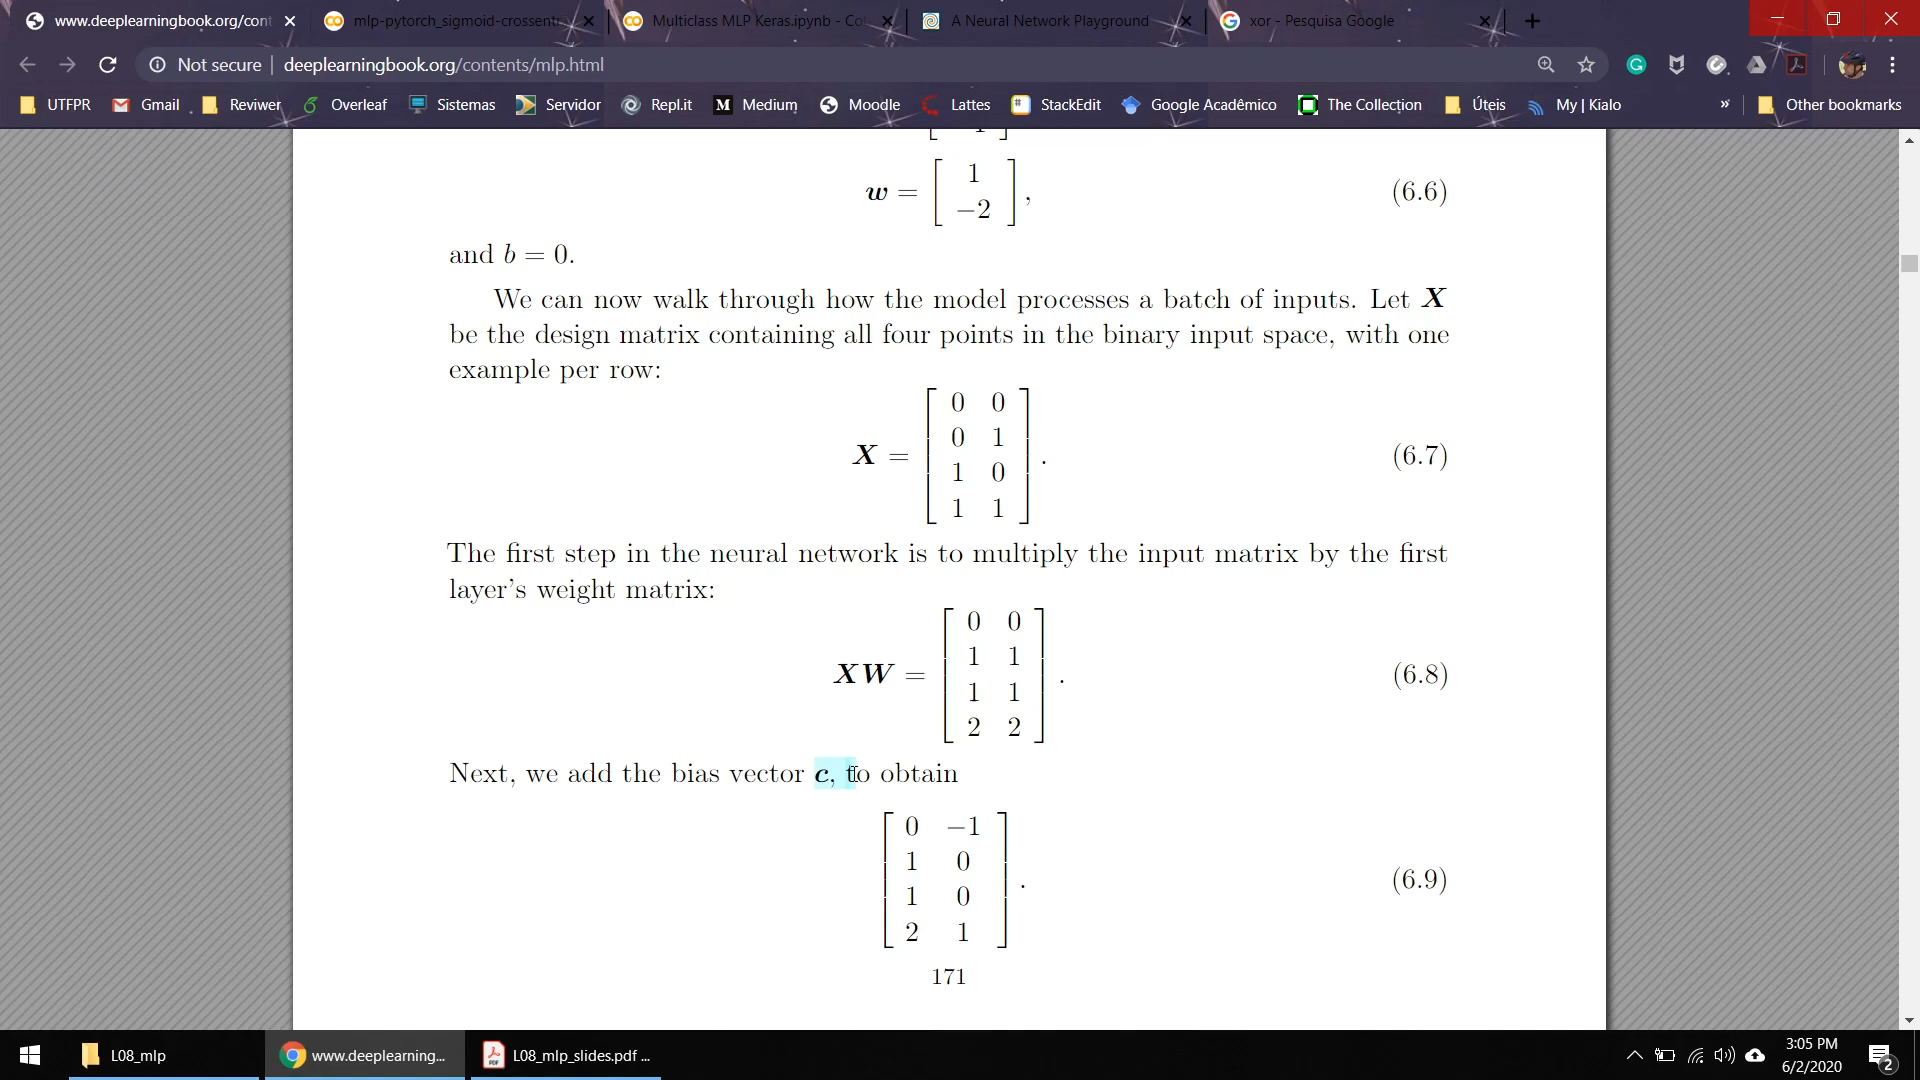 www.deeplearningbook.org/cont
mlp-pytorch_sigmoid-crossentr
Multiclass MLP Keras.ipynb - Co
A Neural Network Playground
xor - Pesquisa Google
Not secure | deeplearningbook.org/contents/mlp.html
UTFPR Gmail Reviwer Overleaf Sistemas Servidor Repl.it Medium Moodle Lattes StackEdit Google Acadêmico The Collection Úteis My | Kialo » Other bookmarks
w = [ 1
−2 ], (6.6)
and b = 0.
We can now walk through how the model processes a batch of inputs. Let X
be the design matrix containing all four points in the binary input space, with one
example per row:
0 0
0 1
X = . (6.7)
1 0
1 1
The first step in the neural network is to multiply the input matrix by the first
layer's weight matrix:
0 0
1 1
XW = . (6.8)
1 1
2 2
Next, we add the bias vector c, to obtain
0 −1
1 0
. (6.9)
1 0
2 1
171
L08_mlp
www.deeplearning...
L08_mlp_slides.pdf ...
3:05 PM
6/2/2020
2